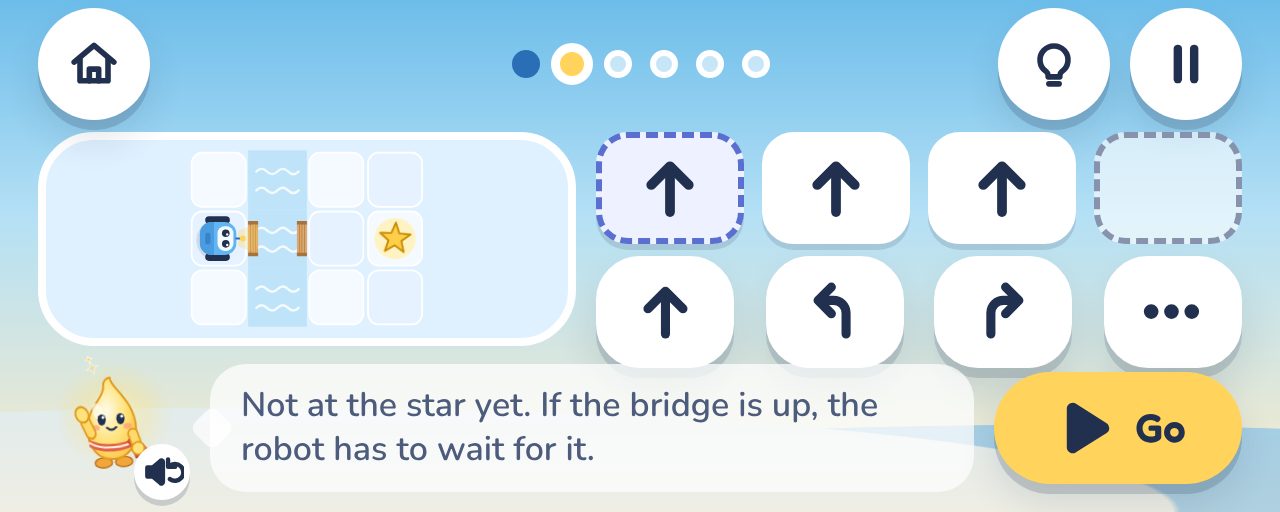 Not at the star yet. If the bridge is up, the
robot has to wait for it.
Go